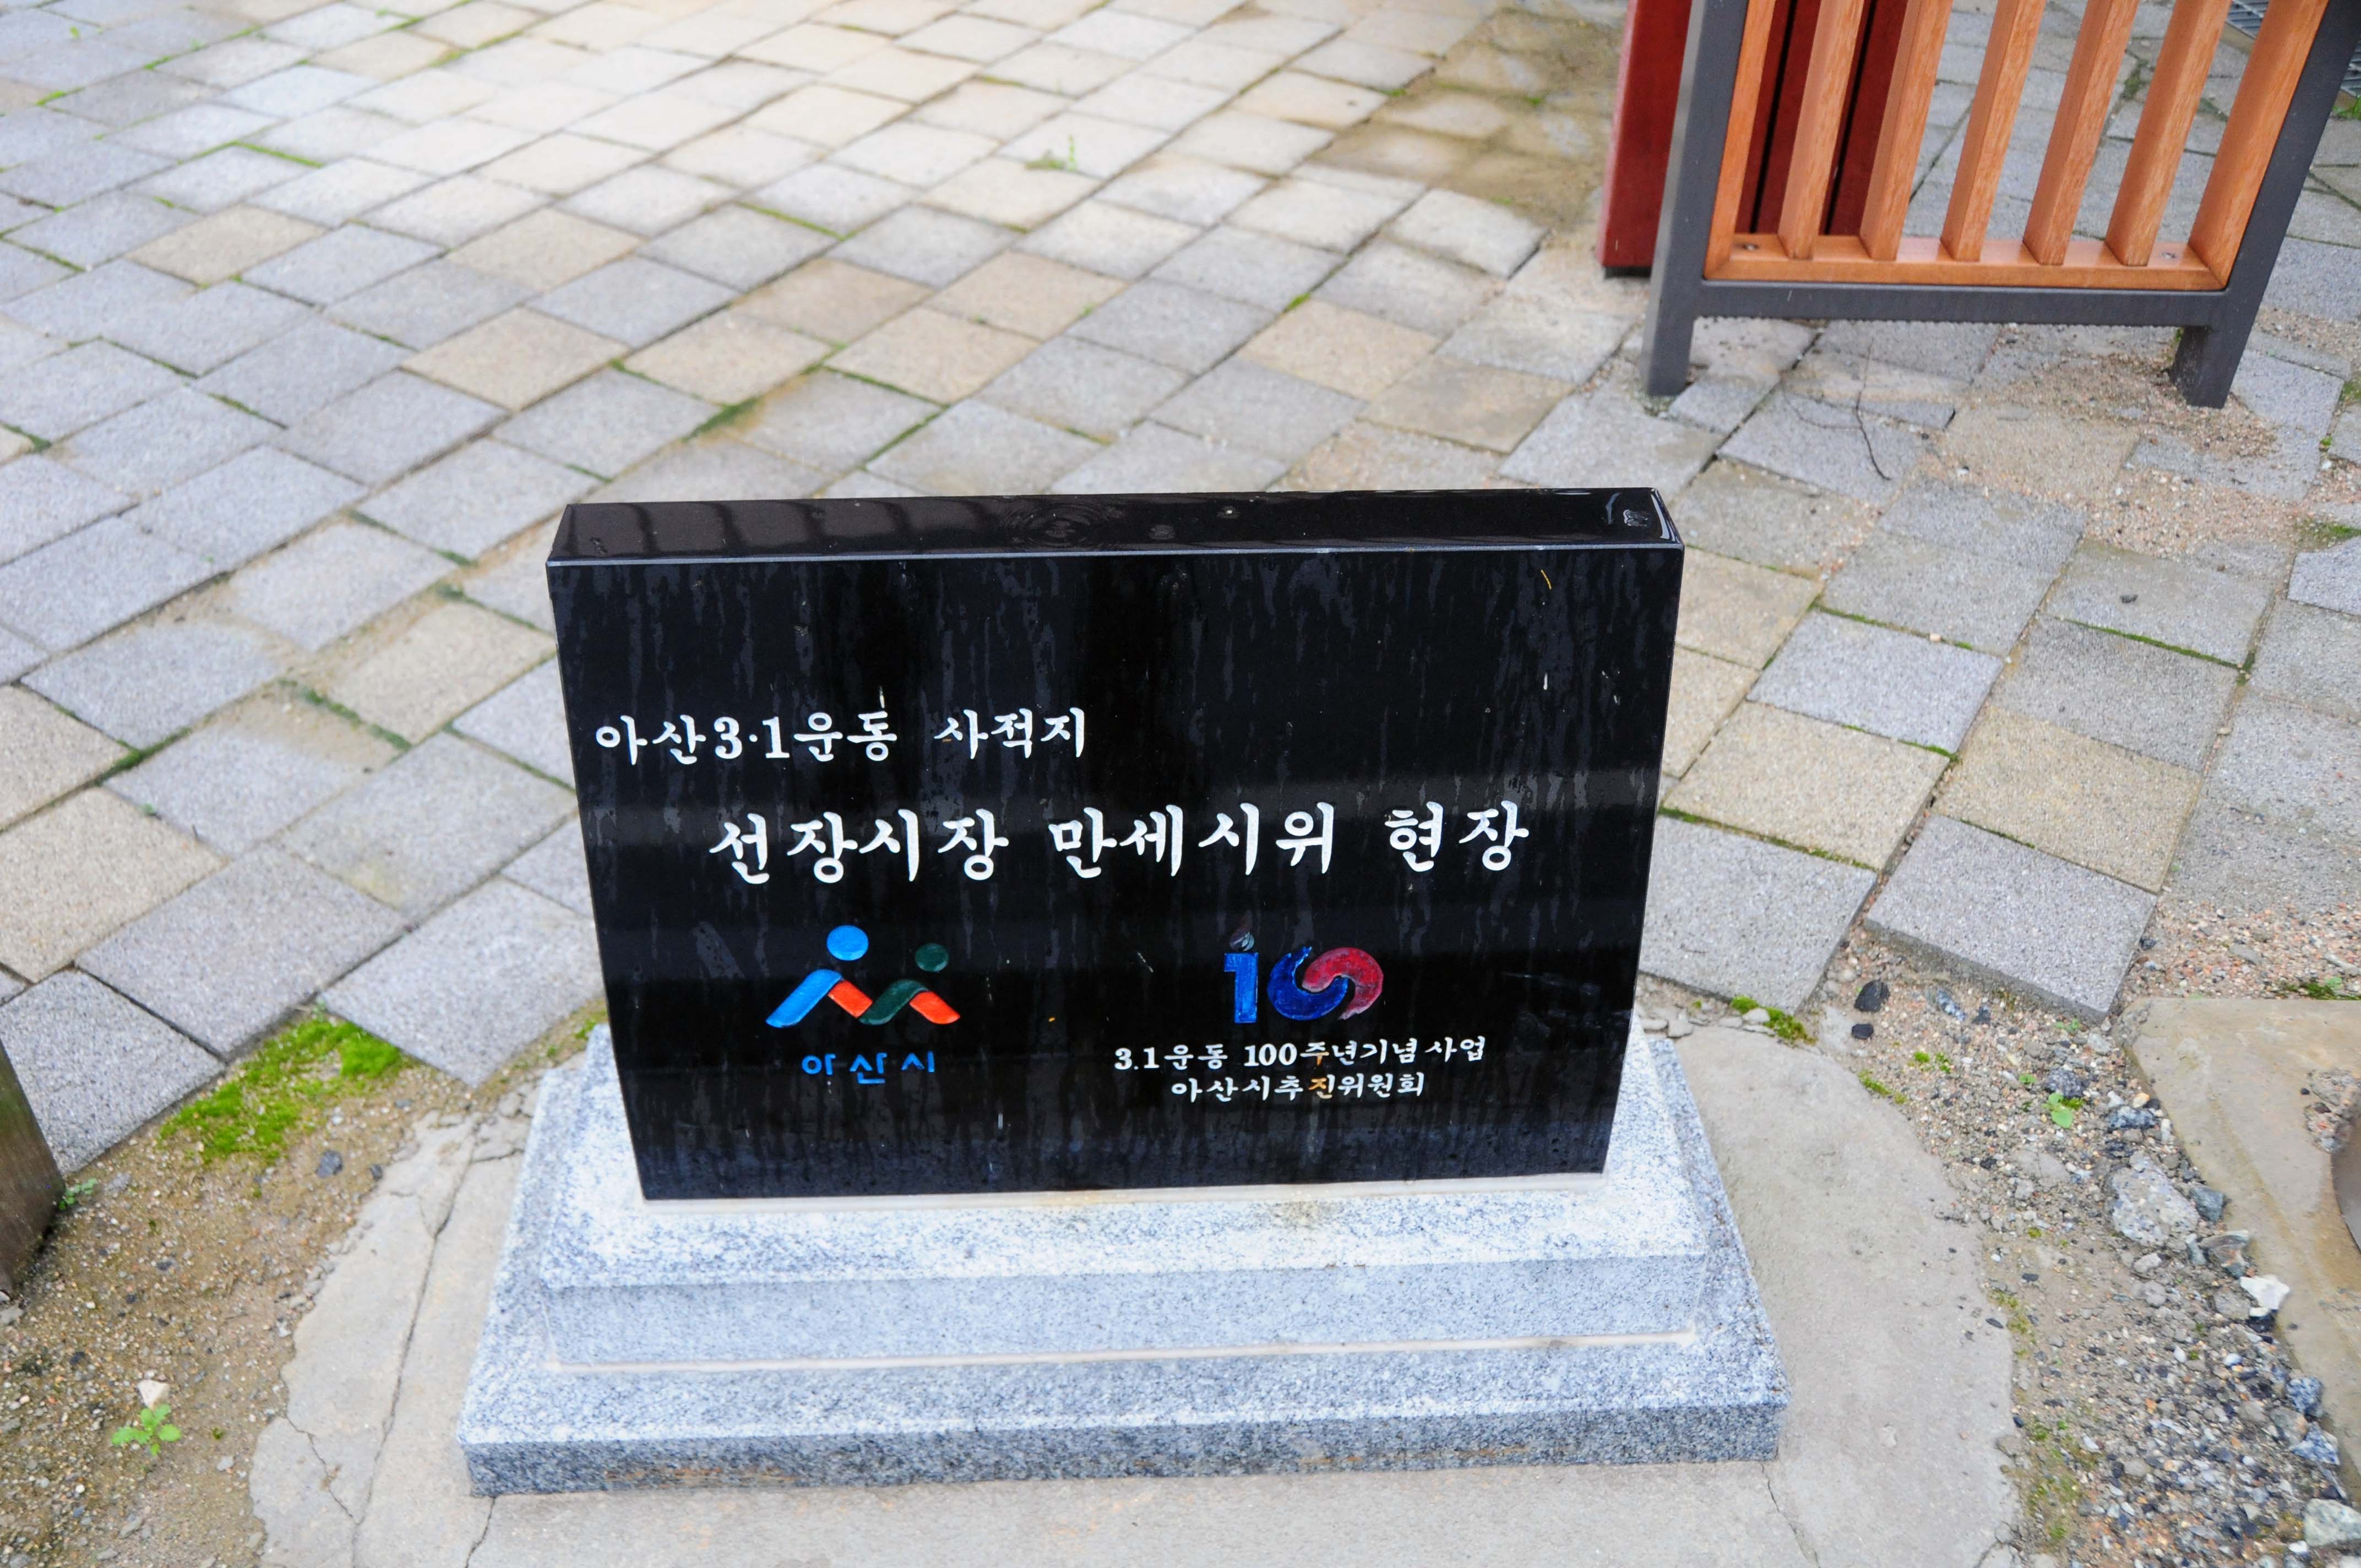 아산3·1운동 사적지
선장시장 만세시위 현장
아산시
100
3.1운동 100주년기념사업
아산시추진위원회